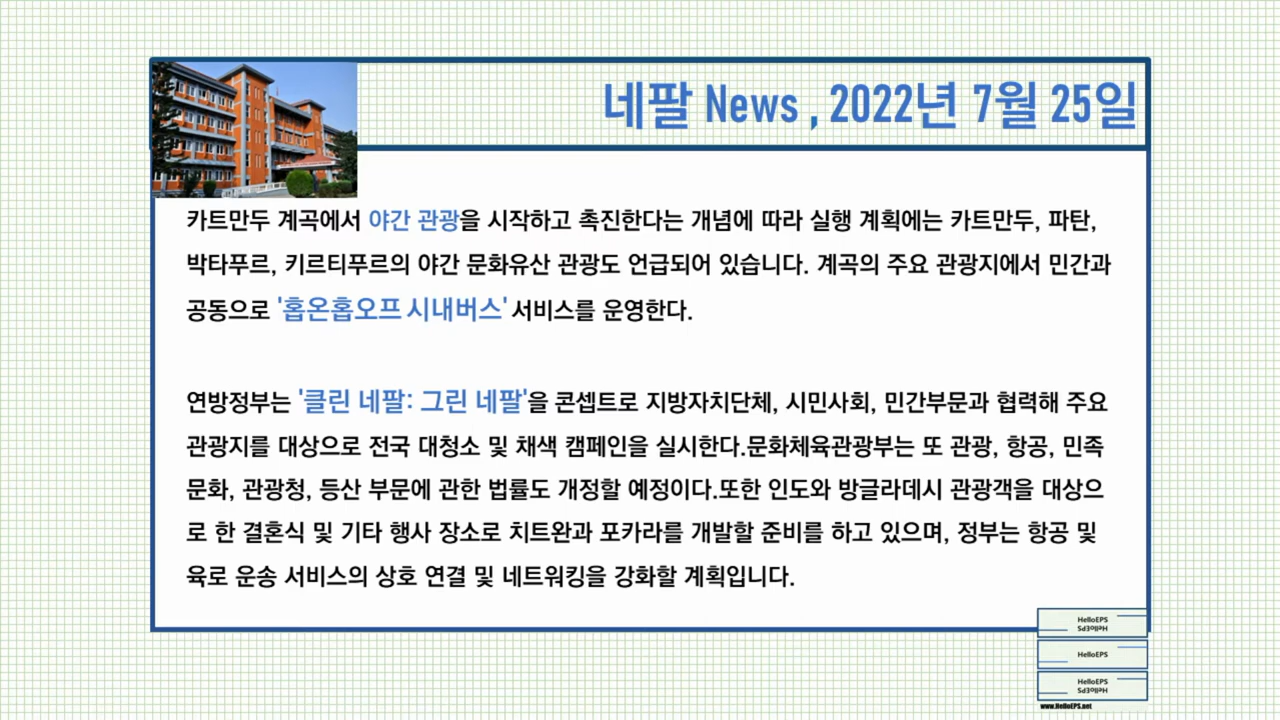 네팔 News , 2022년 7월 25일
카트만두 계곡에서 야간 관광을 시작하고 촉진한다는 개념에 따라 실행 계획에는 카트만두, 파탄,
박타푸르, 키르티푸르의 야간 문화유산 관광도 언급되어 있습니다. 계곡의 주요 관광지에서 민간과
공동으로 '홉온홉오프 시내버스' 서비스를 운영한다.
연방정부는 '클린 네팔: 그린 네팔'을 콘셉트로 지방자치단체, 시민사회, 민간부문과 협력해 주요
관광지를 대상으로 전국 대청소 및 채색 캠페인을 실시한다.문화체육관광부는 또 관광, 항공, 민족
문화, 관광청, 등산 부문에 관한 법률도 개정할 예정이다.또한 인도와 방글라데시 관광객을 대상으
로 한 결혼식 및 기타 행사 장소로 치트완과 포카라를 개발할 준비를 하고 있으며, 정부는 항공 및
육로 운송 서비스의 상호 연결 및 네트워킹을 강화할 계획입니다.
HelloEPS
HelloEPS
HelloEPS
HelloEPS
HelloEPS
www.HelloEPS.net